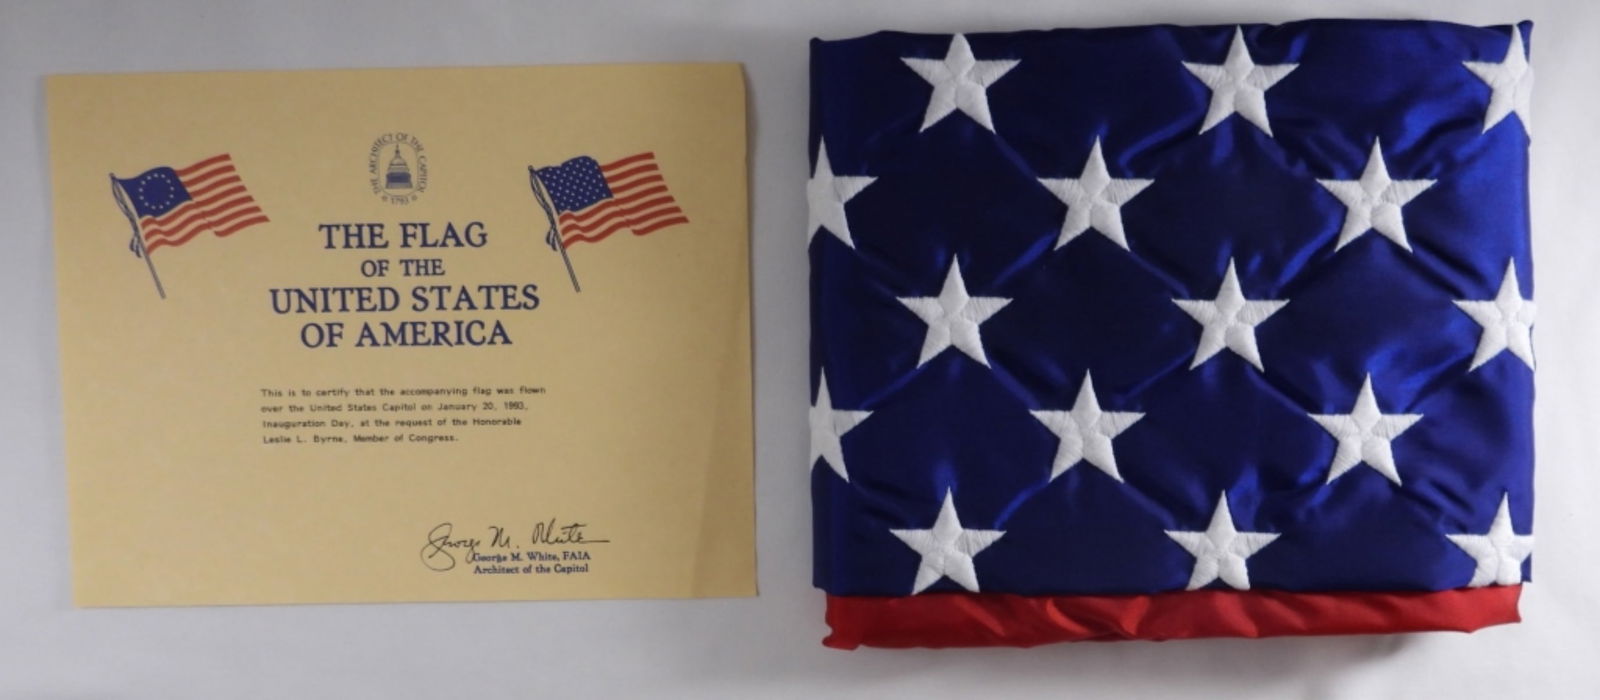 THE ARCHITECT OF THE CAPITOL
1793
THE FLAG
OF THE
UNITED STATES
OF AMERICA
This is to certify that the accompanying flag was flown
over the United States Capitol on January 20, 1993,
Inauguration Day, at the request of the Honorable
Leslie L. Byrne, Member of Congress.
George M. White
George M. White, FAIA
Architect of the Capitol